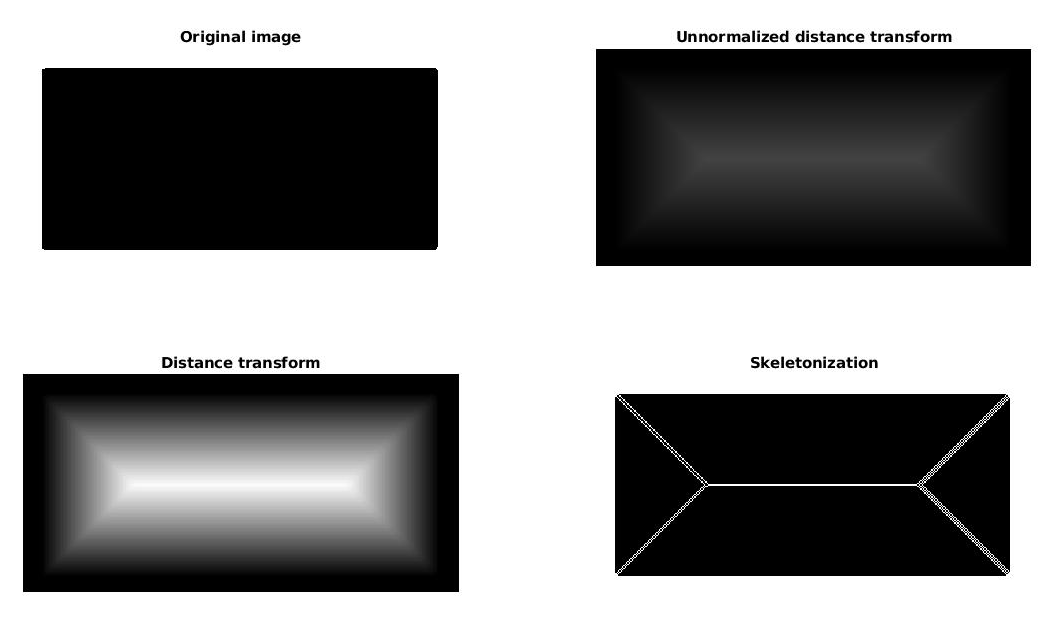 Original image
Unnormalized distance transform
Distance transform
Skeletonization